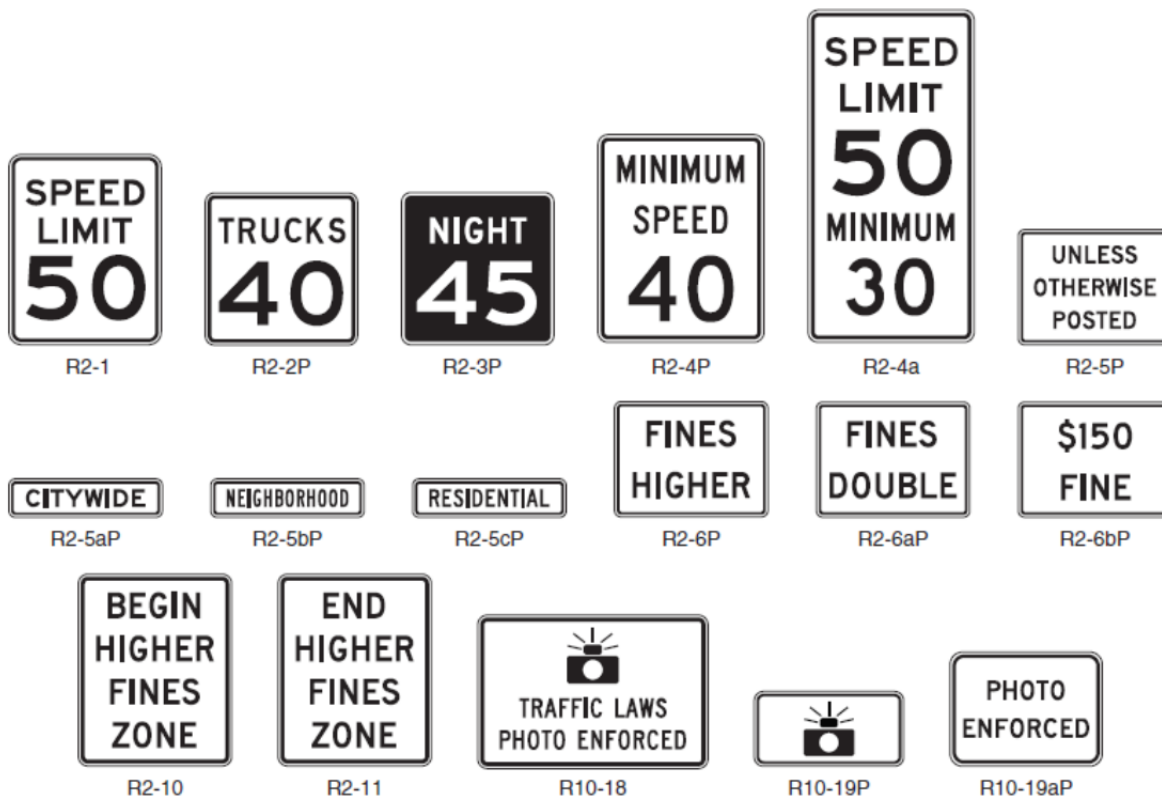 SPEED
LIMIT
50
R2-1
TRUCKS
40
R2-2P
NIGHT
45
R2-3P
MINIMUM
SPEED
40
R2-4P
SPEED
LIMIT
50
MINIMUM
30
R2-4a
UNLESS
OTHERWISE
POSTED
R2-5P
CITYWIDE
R2-5aP
NEIGHBORHOOD
R2-5bP
RESIDENTIAL
R2-5cP
FINES
HIGHER
R2-6P
FINES
DOUBLE
R2-6aP
$150
FINE
R2-6bP
BEGIN
HIGHER
FINES
ZONE
R2-10
END
HIGHER
FINES
ZONE
R2-11
TRAFFIC LAWS
PHOTO ENFORCED
R10-18
R10-19P
PHOTO
ENFORCED
R10-19aP